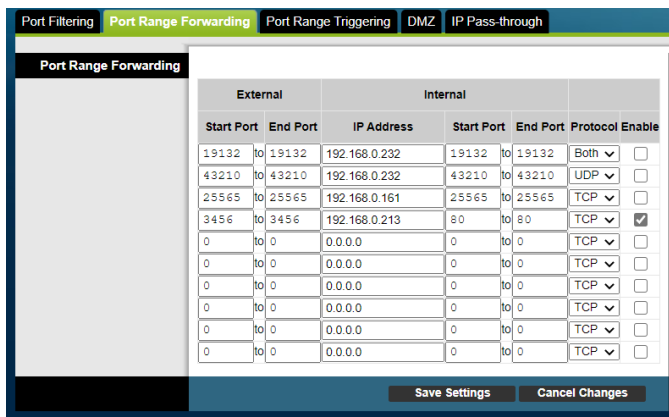 Port Filtering Port Range Forwarding Port Range Triggering DMZ IP Pass-through
Port Range Forwarding
External Internal
Start Port End Port IP Address Start Port End Port Protocol Enable
19132 to 19132 192.168.0.232 19132 to 19132 Both
43210 to 43210 192.168.0.232 43210 to 43210 UDP
25565 to 25565 192.168.0.161 25565 to 25565 TCP
3456 to 3456 192.168.0.213 80 to 80 TCP
0 to 0 0.0.0.0 0 to 0 TCP
0 to 0 0.0.0.0 0 to 0 TCP
0 to 0 0.0.0.0 0 to 0 TCP
0 to 0 0.0.0.0 0 to 0 TCP
0 to 0 0.0.0.0 0 to 0 TCP
0 to 0 0.0.0.0 0 to 0 TCP
Save Settings Cancel Changes